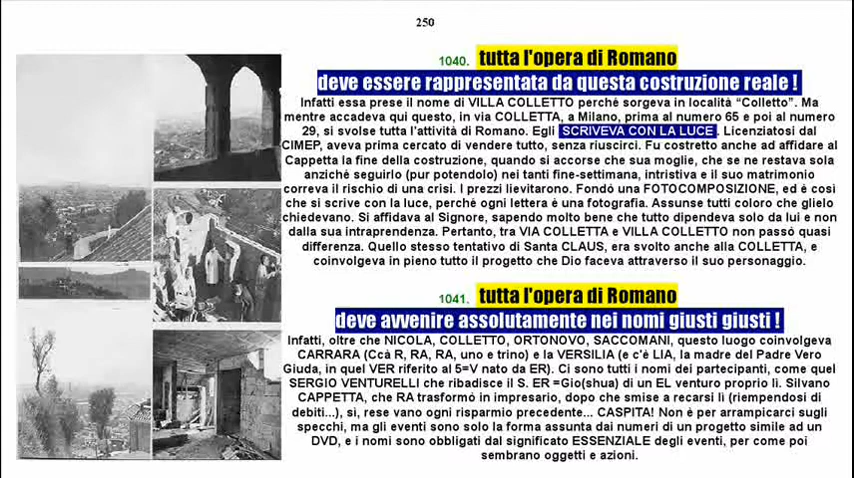 250
1040. tutta l'opera di Romano
deve essere rappresentata da questa costruzione reale !
Infatti essa prese il nome di VILLA COLLETTO perché sorgeva in località “Colletto”. Ma
mentre accadeva qui questo, in via COLLETTA, a Milano, prima al numero 65 e poi al numero
29, si svolse tutta l'attività di Romano. Egli SCRIVEVA CON LA LUCE . Licenziatosi dal
CIMEP, aveva prima cercato di vendere tutto, senza riuscirci. Fu costretto anche ad affidare al
Cappetta la fine della costruzione, quando si accorse che sua moglie, che se ne restava sola
anziché seguirlo (pur potendolo) nei tanti fine-settimana, intristiva e il suo matrimonio
correva il rischio di una crisi. I prezzi lievitarono. Fondò una FOTOCOMPOSIZIONE, ed è così
che si scrive con la luce, perché ogni lettera è una fotografia. Assunse tutti coloro che glielo
chiedevano. Si affidava al Signore, sapendo molto bene che tutto dipendeva solo da lui e non
dalla sua intraprendenza. Pertanto, tra VIA COLLETTA e VILLA COLLETTO non passò quasi
differenza. Quello stesso tentativo di Santa CLAUS, era svolto anche alla COLLETTA, e
coinvolgeva in pieno tutto il progetto che Dio faceva attraverso il suo personaggio.
1041. tutta l'opera di Romano
deve avvenire assolutamente nei nomi giusti giusti !
Infatti, oltre che NICOLA, COLLETTO, ORTONOVO, SACCOMANI, questo luogo coinvolgeva
CARRARA (Ccà R, RA, RA, uno e trino) e la VERSILIA (e c'è LIA, la madre del Padre Vero
Giuda, in quel VER riferito al 5=V nato da ER). Ci sono tutti i nomi dei partecipanti, come quel
SERGIO VENTURELLI che ribadisce il S. ER =Gio(shua) di un EL venturo proprio lì. Silvano
CAPPETTA, che RA trasformò in impresario, dopo che smise a recarsi lì (riempendosi di
debiti...), sì, rese vano ogni risparmio precedente... CASPITA! Non è per arrampicarci sugli
specchi, ma gli eventi sono solo la forma assunta dai numeri di un progetto simile ad un
DVD, e i nomi sono obbligati dal significato ESSENZIALE degli eventi, per come poi
sembrano oggetti e azioni.